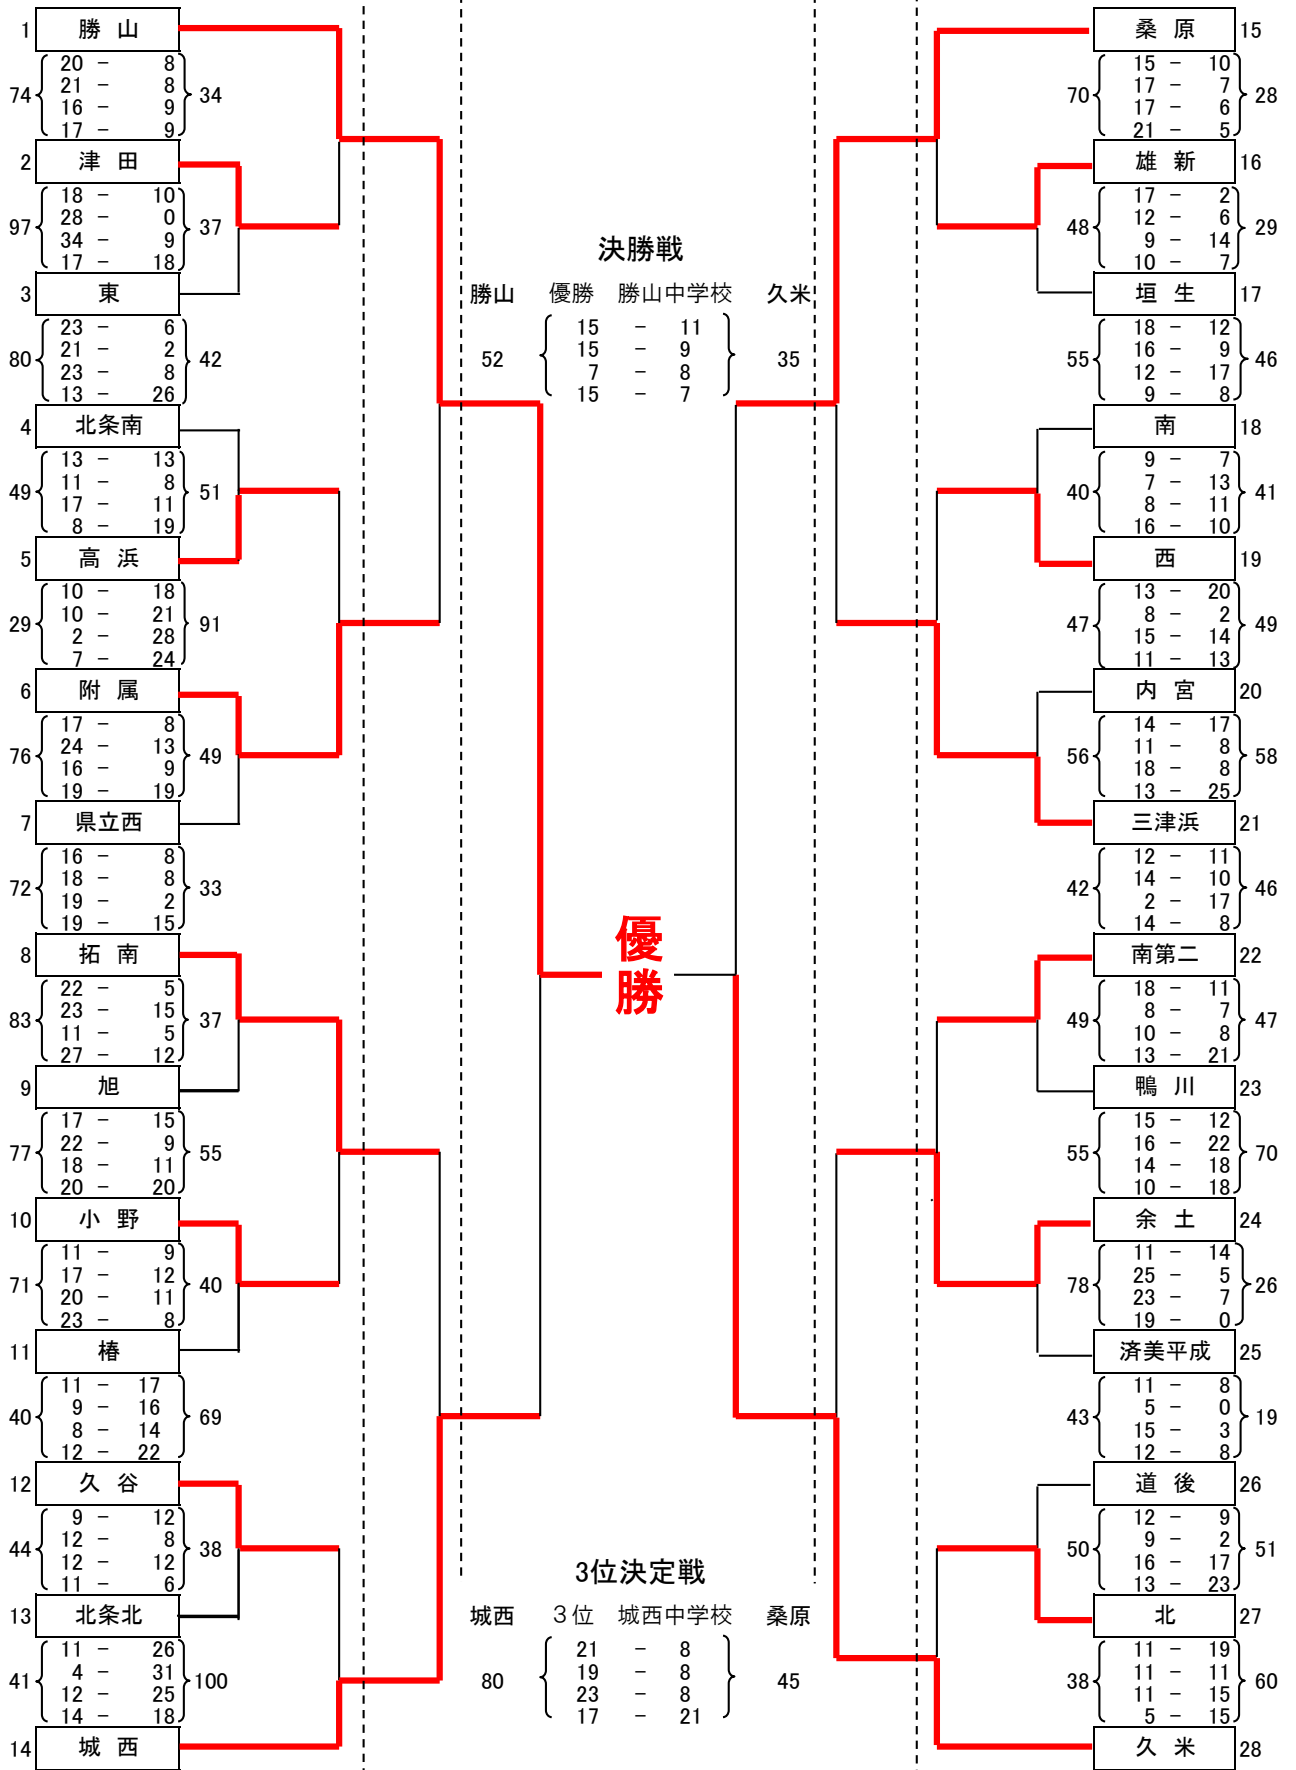 1 勝 山
74 20 - 8 34
21 - 8
16 - 9
17 - 9
2 津 田
97 18 - 10 37
28 - 0
34 - 9
17 - 18
3 東
80 23 - 6 42
21 - 2
23 - 8
13 - 26
4 北条南
49 13 - 13 51
11 - 8
17 - 11
8 - 19
5 高 浜
29 10 - 18 91
10 - 21
2 - 28
7 - 24
6 附 属
76 17 - 8 49
24 - 13
16 - 9
19 - 19
7 県立西
72 16 - 8 33
18 - 8
19 - 2
19 - 15
8 拓 南
83 22 - 5 37
23 - 15
11 - 5
27 - 12
9 旭
77 17 - 15 55
22 - 9
18 - 11
20 - 20
10 小 野
71 11 - 9 40
17 - 12
20 - 11
23 - 8
11 椿
40 11 - 17 69
9 - 16
8 - 14
12 - 22
12 久 谷
44 9 - 12 38
12 - 8
12 - 12
11 - 6
13 北条北
41 11 - 26 100
4 - 31
12 - 25
14 - 18
14 城 西
決勝戦
勝山 優勝 勝山中学校 久米
52 15 - 11 35
15 - 9
7 - 8
15 - 7
優
勝
3位決定戦
城西 3位 城西中学校 桑原
80 21 - 8 45
19 - 8
23 - 8
17 - 21
桑 原 15
70 15 - 10 28
17 - 7
17 - 6
21 - 5
雄 新 16
48 17 - 2 29
12 - 6
9 - 14
10 - 7
垣 生 17
55 18 - 12 46
16 - 9
12 - 17
9 - 8
南 18
40 9 - 7 41
7 - 13
8 - 11
16 - 10
西 19
47 13 - 20 49
8 - 2
15 - 14
11 - 13
内 宮 20
56 14 - 17 58
11 - 8
18 - 8
13 - 25
三津浜 21
42 12 - 11 46
14 - 10
2 - 17
14 - 8
南第二 22
49 18 - 11 47
8 - 7
10 - 8
13 - 21
鴨 川 23
55 15 - 12 70
16 - 22
14 - 18
10 - 18
余 土 24
78 11 - 14 26
25 - 5
23 - 7
19 - 0
済美平成 25
43 11 - 8 19
5 - 0
15 - 3
12 - 8
道 後 26
50 12 - 9 51
9 - 2
16 - 17
13 - 23
北 27
38 11 - 19 60
11 - 11
11 - 15
5 - 15
久 米 28